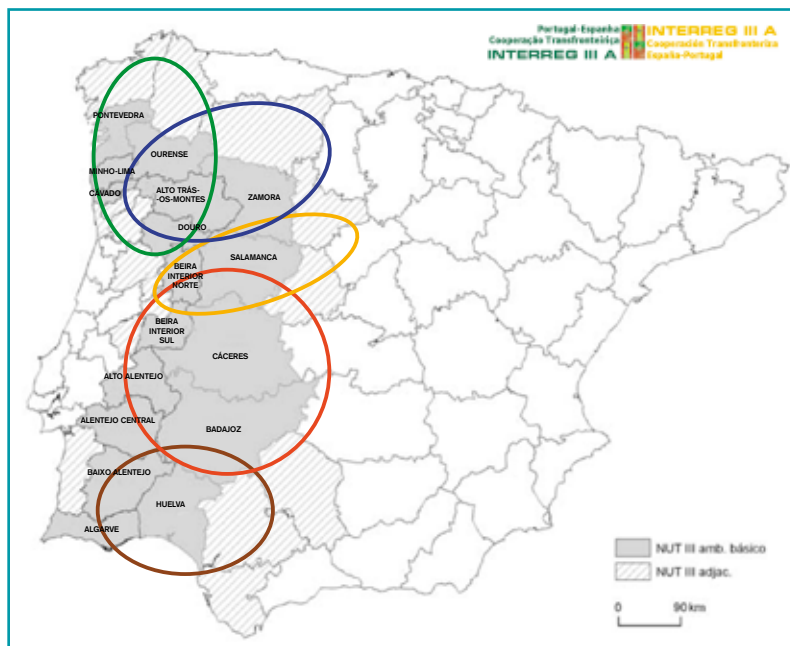 Portugal-Espanha
Cooperação Transfronteiriça
INTERREG III A
INTERREG III A
Cooperación Transfronteriza
España-Portugal
PONTEVEDRA
OURENSE
MINHO-LIMA
CÁVADO
ALTO TRÁS-
-OS-MONTES
ZAMORA
DOURO
SALAMANCA
BEIRA
INTERIOR
NORTE
BEIRA
INTERIOR
SUL
CÁCERES
ALTO ALENTEJO
ALENTEJO CENTRAL
BADAJOZ
BAIXO ALENTEJO
HUELVA
ALGARVE
NUT III amb. básico
NUT III adjac.
0 90 km